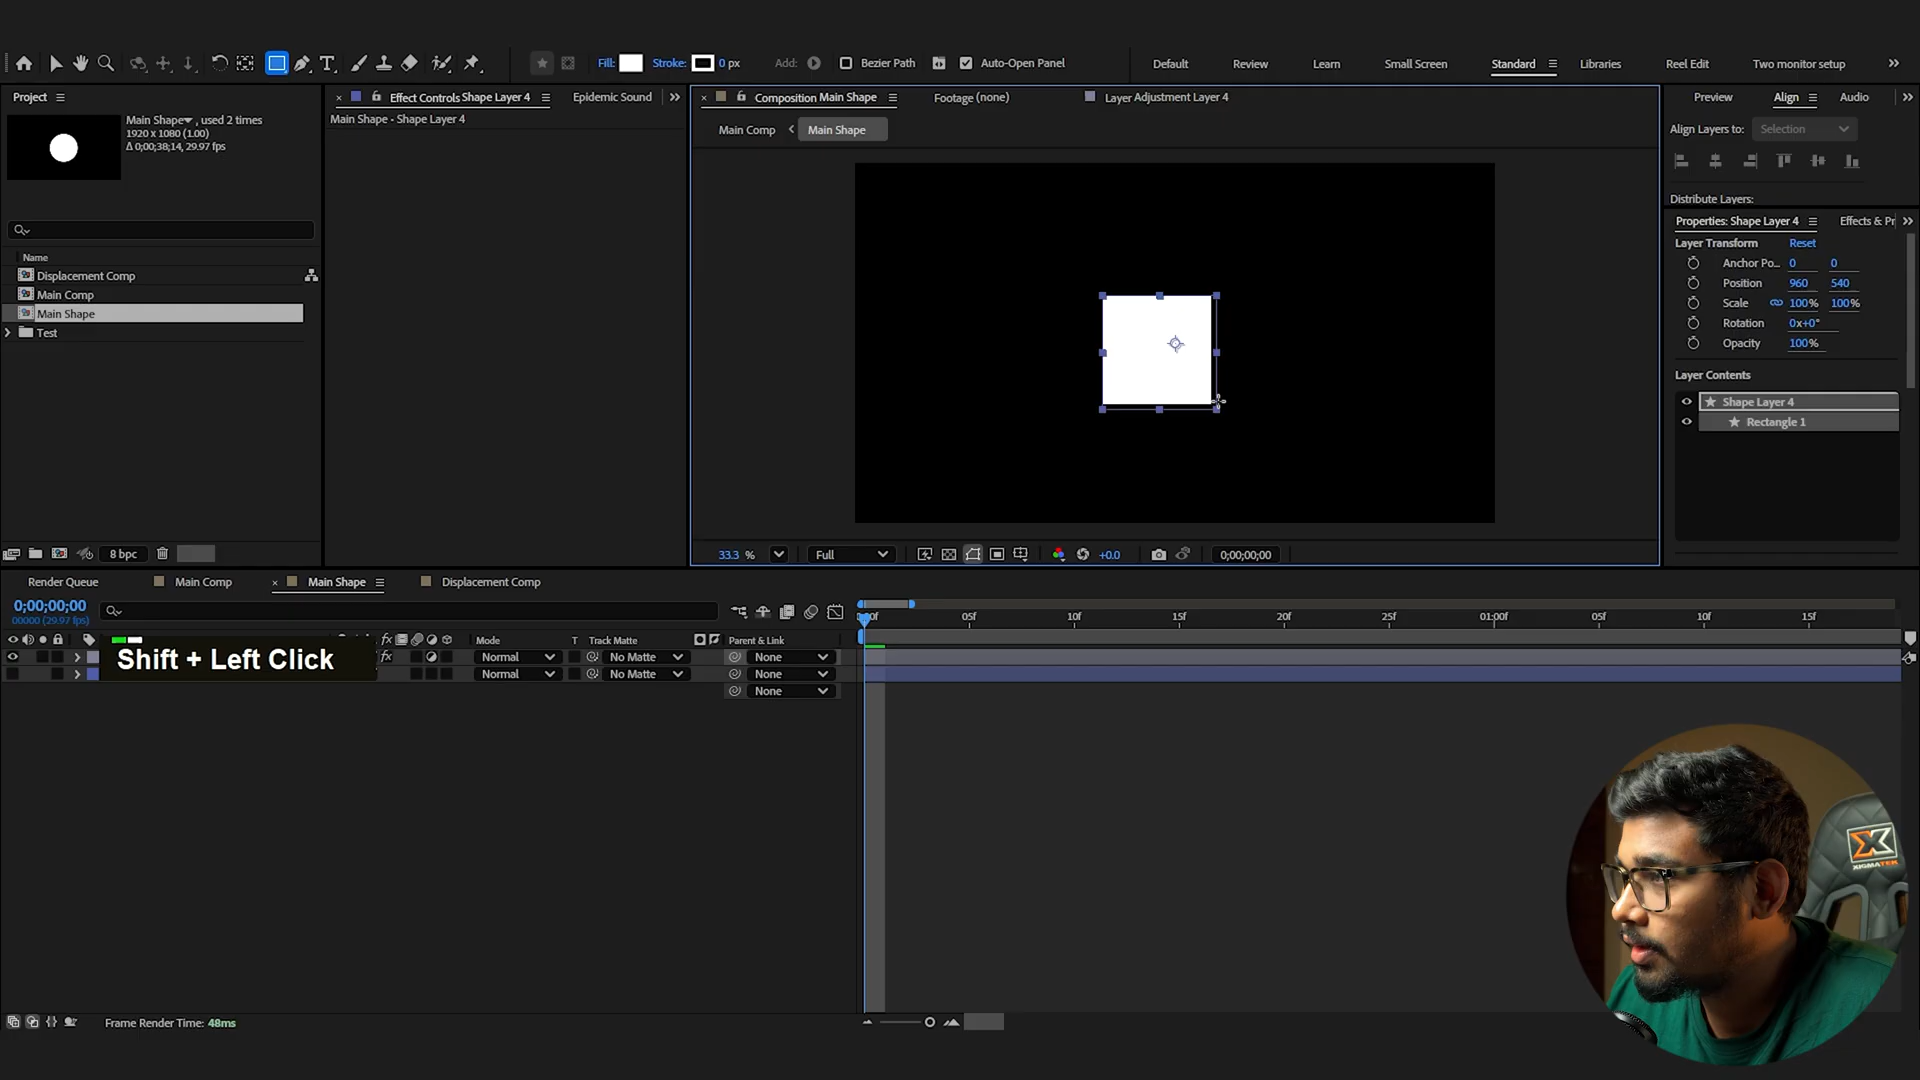 Fill:
Stroke:
0 px
Add:
Bezier Path
Auto-Open Panel
Default
Review
Learn
Small Screen
Standard
Libraries
Reel Edit
Two monitor setup
Project
Effect Controls Shape Layer 4
Epidemic Sound
Composition Main Shape
Footage (none)
Layer Adjustment Layer 4
Preview
Align
Audio
Main Shape , used 2 times
1920 x 1080 (1.00)
Δ 0;00;38;14, 29.97 fps
Main Shape - Shape Layer 4
Main Comp
Main Shape
Align Layers to:
Selection
Distribute Layers:
Properties: Shape Layer 4
Effects & Pr
Layer Transform
Reset
Anchor Po...
0
0
Position
960
540
Scale
100%
100%
Rotation
0x+0°
Opacity
100%
Layer Contents
Shape Layer 4
Rectangle 1
Name
Displacement Comp
Main Comp
Main Shape
Test
8 bpc
33.3 %
Full
+0.0
0;00;00;00
Render Queue
Main Comp
Main Shape
Displacement Comp
0;00;00;00
00000 (29.97 fps)
05f
10f
15f
20f
25f
01:00f
05f
10f
15f
Mode
T
Track Matte
Parent & Link
Shift + Left Click
Normal
No Matte
None
Normal
No Matte
None
None
XIGMATEK
Frame Render Time: 48ms